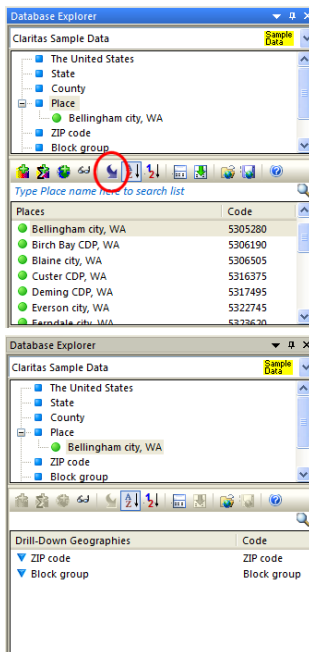 Database Explorer
Claritas Sample Data Sample Data
The United States
State
County
Place
Bellingham city, WA
ZIP code
Block group
Type Place name here to search list
Places Code
Bellingham city, WA 5305280
Birch Bay CDP, WA 5306190
Blaine city, WA 5306505
Custer CDP, WA 5316375
Deming CDP, WA 5317495
Everson city, WA 5322745
Ferndale city, WA 5323620
Database Explorer
Claritas Sample Data Sample Data
The United States
State
County
Place
Bellingham city, WA
ZIP code
Block group
Drill-Down Geographies Code
ZIP code ZIP code
Block group Block group